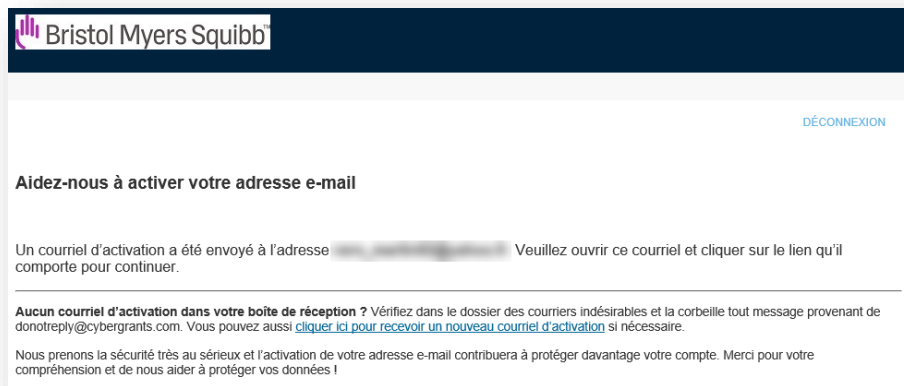 Bristol Myers Squibb™
DÉCONNEXION
Aidez-nous à activer votre adresse e-mail
Un courriel d'activation a été envoyé à l'adresse Veuillez ouvrir ce courriel et cliquer sur le lien qu'il
comporte pour continuer.
Aucun courriel d'activation dans votre boîte de réception ? Vérifiez dans le dossier des courriers indésirables et la corbeille tout message provenant de
donotreply@cybergrants.com. Vous pouvez aussi cliquer ici pour recevoir un nouveau courriel d'activation si nécessaire.
Nous prenons la sécurité très au sérieux et l'activation de votre adresse e-mail contribuera à protéger davantage votre compte. Merci pour votre
compréhension et de nous aider à protéger vos données !